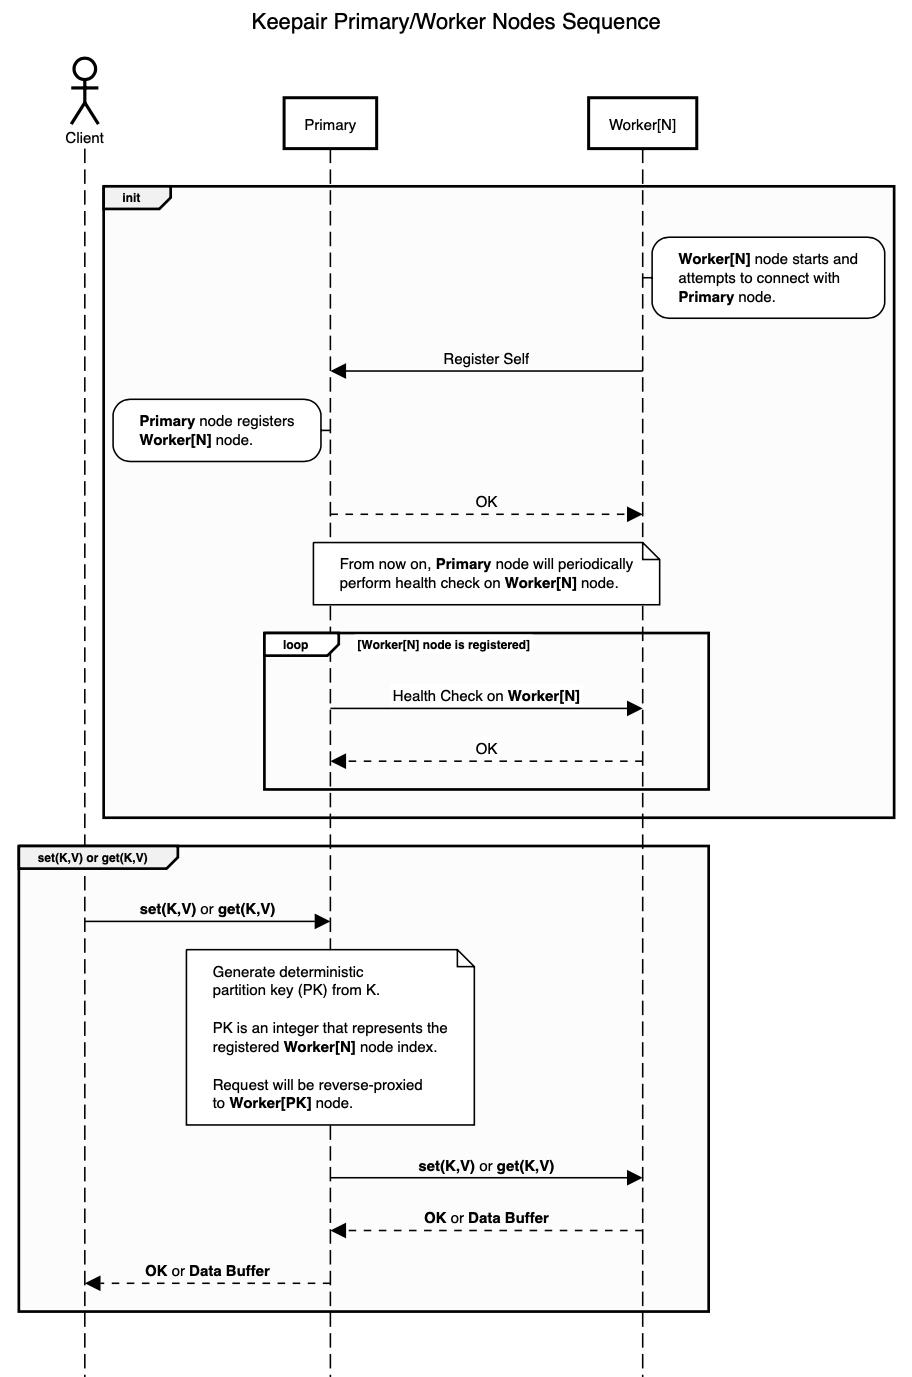 Keepair Primary/Worker Nodes Sequence
Client
Primary
Worker[N]
init
Worker[N] node starts and
attempts to connect with
Primary node.
Register Self
Primary node registers
Worker[N] node.
OK
From now on, Primary node will periodically
perform health check on Worker[N] node.
loop
[Worker[N] node is registered]
Health Check on Worker[N]
OK
set(K,V) or get(K,V)
set(K,V) or get(K,V)
Generate deterministic
partition key (PK) from K.
PK is an integer that represents the
registered Worker[N] node index.
Request will be reverse-proxied
to Worker[PK] node.
set(K,V) or get(K,V)
OK or Data Buffer
OK or Data Buffer